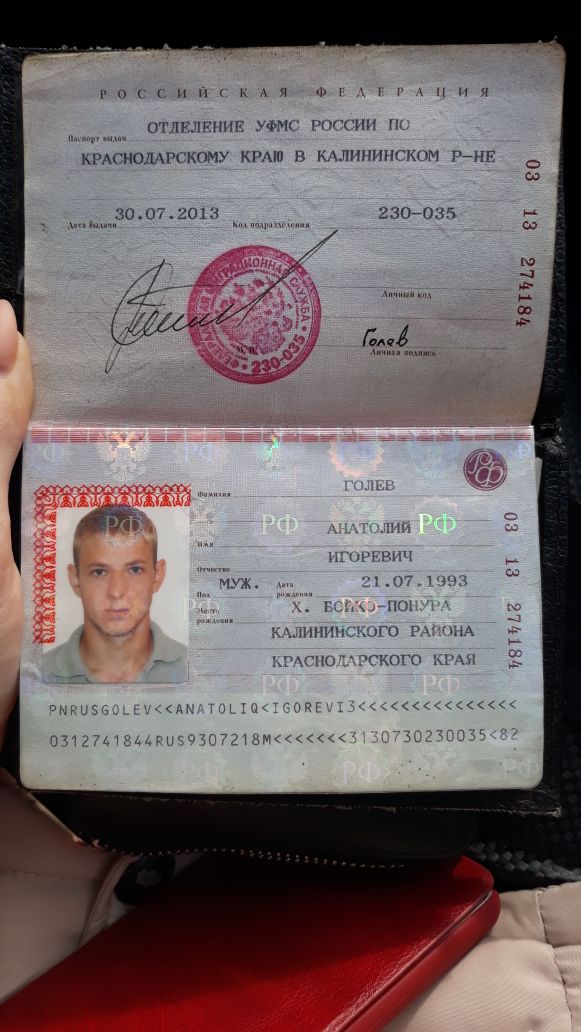 РОССИЙСКАЯ ФЕДЕРАЦИЯ
Паспорт выдан ОТДЕЛЕНИЕ УФМС РОССИИ ПО
КРАСНОДАРСКОМУ КРАЮ В КАЛИНИНСКОМ Р-НЕ
Дата выдачи 30.07.2013 Код подразделения 230-035
Личный код
Голев
Личная подпись
М.П.
МИГРАЦИОННАЯ СЛУЖБА
230-035
03 13 274184
РФ
Фамилия ГОЛЕВ
Имя АНАТОЛИЙ
Отчество ИГОРЕВИЧ
Пол МУЖ. Дата рождения 21.07.1993
Место рождения Х. БОЙКО-ПОНУРА
КАЛИНИНСКОГО РАЙОНА
КРАСНОДАРСКОГО КРАЯ
03 13 274184
PNRUSGOLEV<<ANATOLIQ<IGOREVI3<<<<<<<<<<<<<<<
0312741844RUS9307218M<<<<<<<3130730230035<82